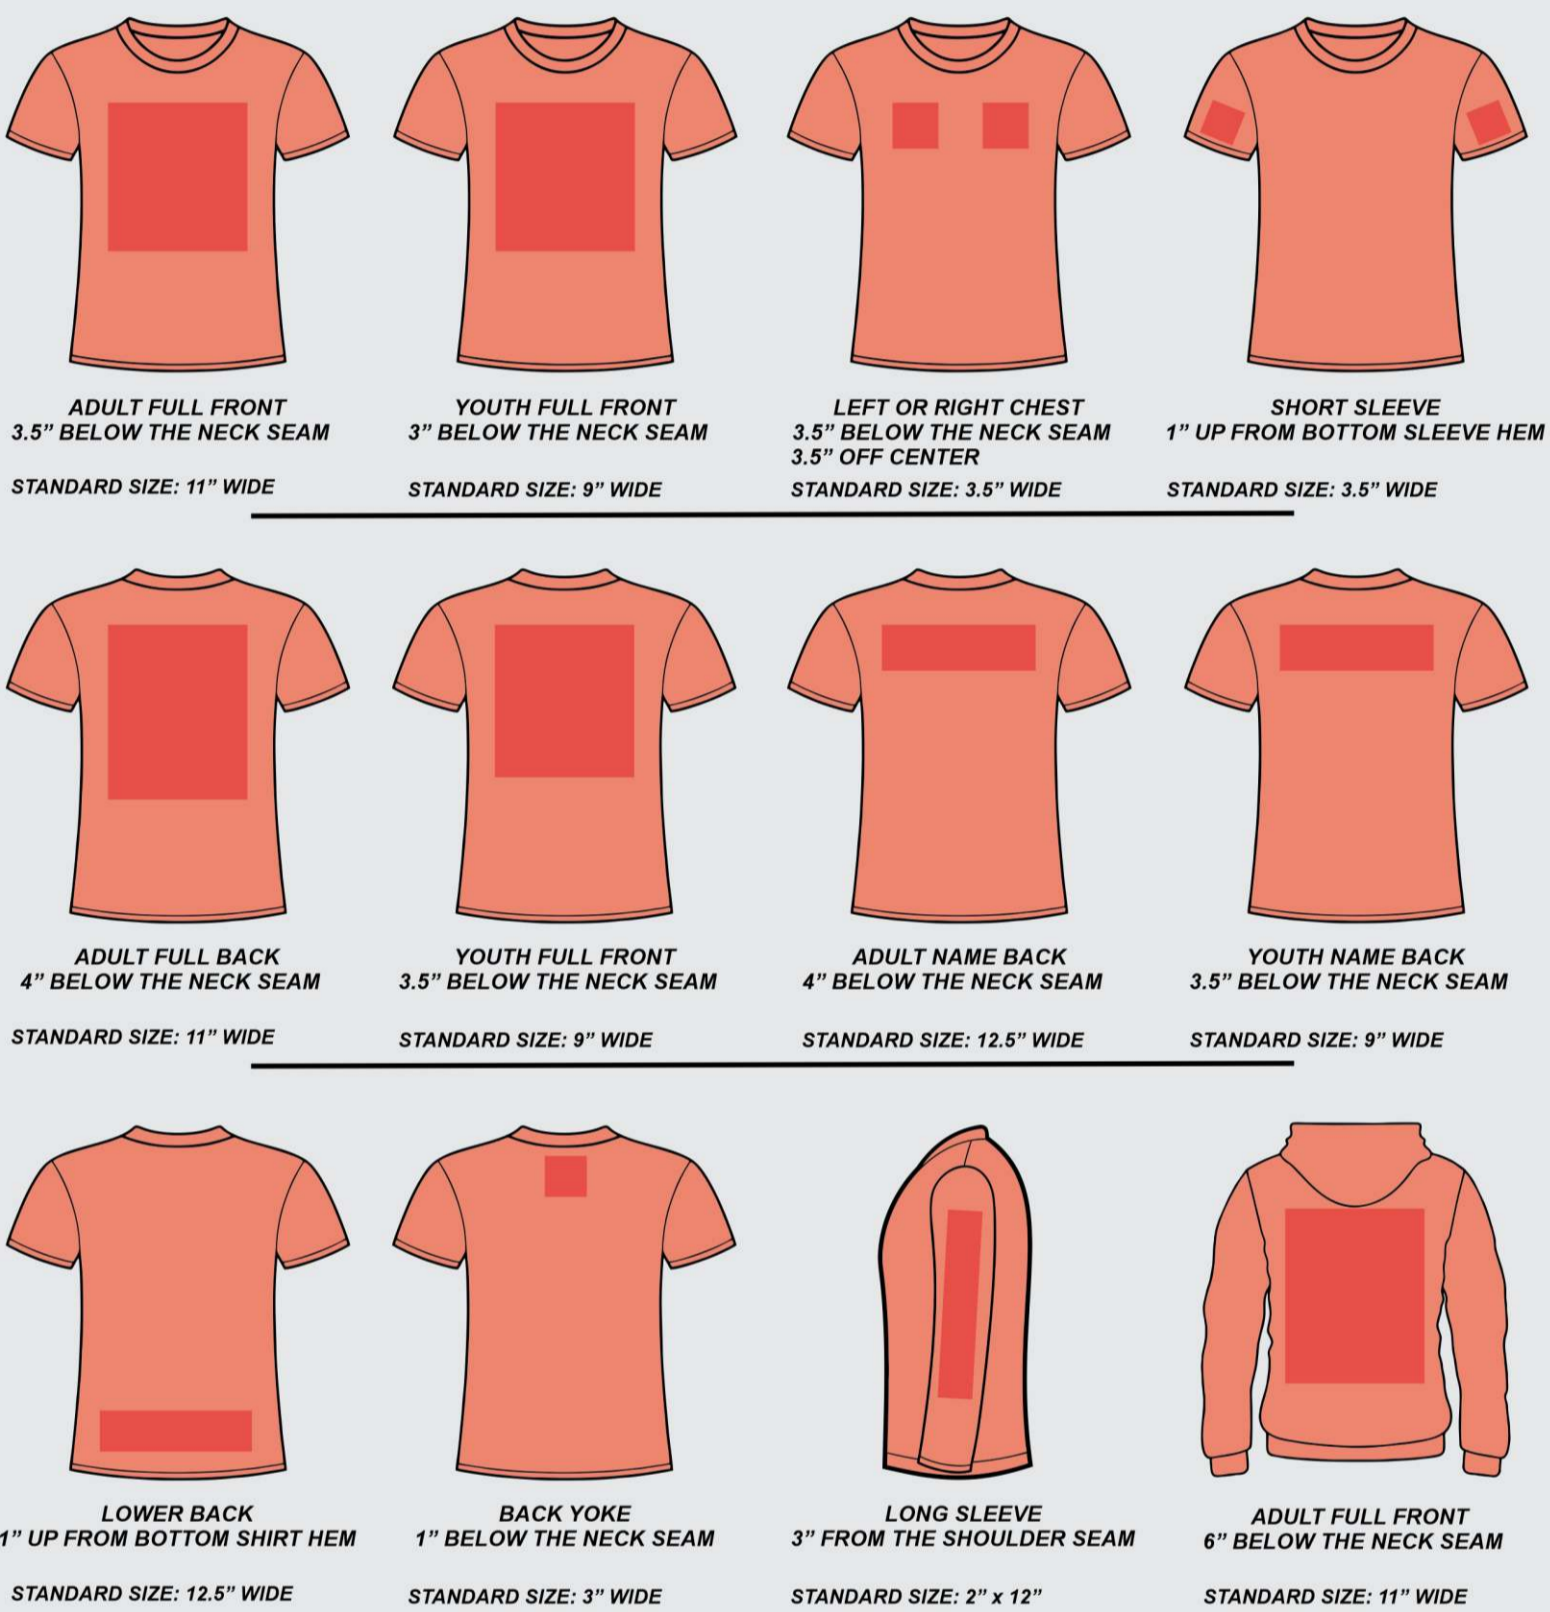 ADULT FULL FRONT
3.5” BELOW THE NECK SEAM
STANDARD SIZE: 11” WIDE
YOUTH FULL FRONT
3” BELOW THE NECK SEAM
STANDARD SIZE: 9” WIDE
LEFT OR RIGHT CHEST
3.5” BELOW THE NECK SEAM
3.5” OFF CENTER
STANDARD SIZE: 3.5” WIDE
SHORT SLEEVE
1” UP FROM BOTTOM SLEEVE HEM
STANDARD SIZE: 3.5” WIDE
ADULT FULL BACK
4” BELOW THE NECK SEAM
STANDARD SIZE: 11” WIDE
YOUTH FULL FRONT
3.5” BELOW THE NECK SEAM
STANDARD SIZE: 9” WIDE
ADULT NAME BACK
4” BELOW THE NECK SEAM
STANDARD SIZE: 12.5” WIDE
YOUTH NAME BACK
3.5” BELOW THE NECK SEAM
STANDARD SIZE: 9” WIDE
LOWER BACK
1” UP FROM BOTTOM SHIRT HEM
STANDARD SIZE: 12.5” WIDE
BACK YOKE
1” BELOW THE NECK SEAM
STANDARD SIZE: 3” WIDE
LONG SLEEVE
3” FROM THE SHOULDER SEAM
STANDARD SIZE: 2” x 12”
ADULT FULL FRONT
6” BELOW THE NECK SEAM
STANDARD SIZE: 11” WIDE